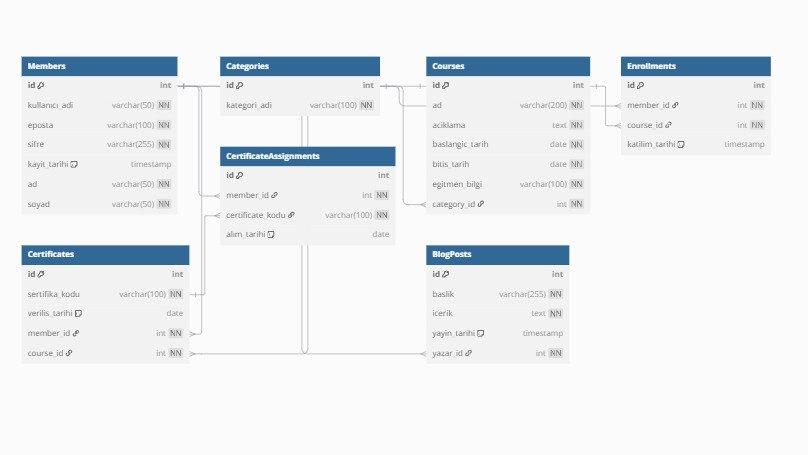 Members
id int
kullanıcı_adi varchar(50) NN
eposta varchar(100) NN
sifre varchar(255) NN
kayit_tarihi timestamp
ad varchar(50) NN
soyad varchar(50) NN
Categories
id int
kategori_adi varchar(100) NN
CertificateAssignments
id int
member_id int NN
certificate_kodu varchar(100) NN
alım_tarihi date
Courses
id int
ad varchar(200) NN
aciklama text NN
baslangic_tarih date NN
bitis_tarih date NN
egitmen_bilgi varchar(100) NN
category_id int NN
Enrollments
id int
member_id int NN
course_id int NN
katilim_tarihi timestamp
Certificates
id int
sertifika_kodu varchar(100) NN
verilis_tarihi date
member_id int NN
course_id int NN
BlogPosts
id int
baslik varchar(255) NN
icerik text NN
yayin_tarihi timestamp
yazar_id int NN